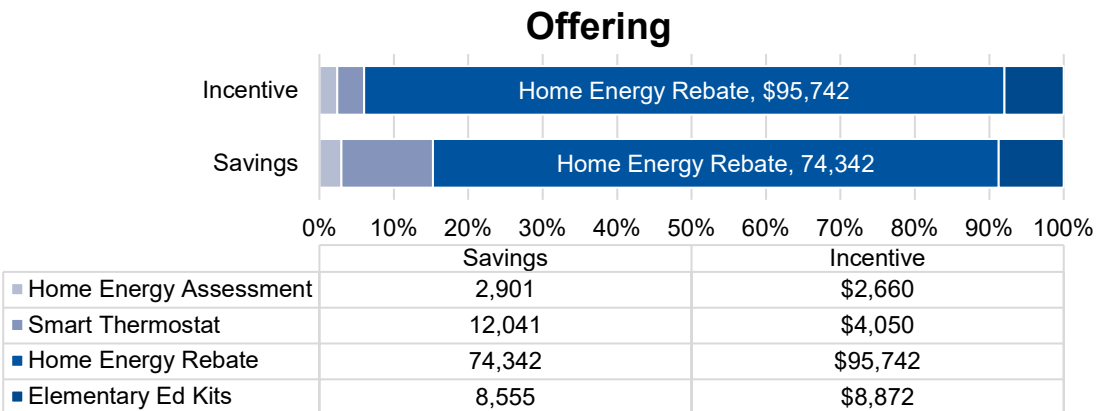 Offering
Incentive Home Energy Rebate, $95,742
Savings Home Energy Rebate, 74,342
0% 10% 20% 30% 40% 50% 60% 70% 80% 90% 100%
Savings Incentive
Home Energy Assessment 2,901 $2,660
Smart Thermostat 12,041 $4,050
Home Energy Rebate 74,342 $95,742
Elementary Ed Kits 8,555 $8,872